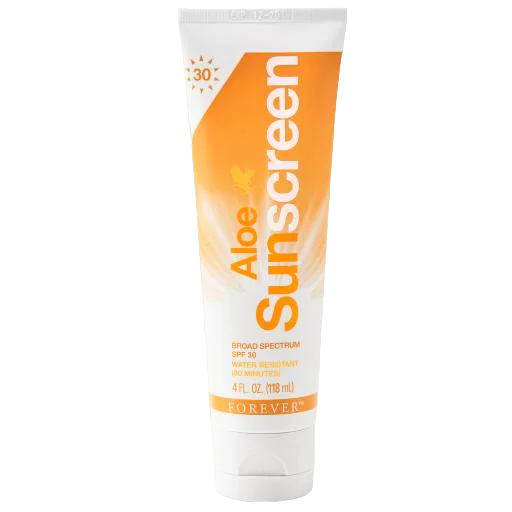 30
Aloe
Sunscreen
BROAD SPECTRUM
SPF 30
WATER RESISTANT
(80 MINUTES)
4 FL. OZ. (118 mL)
FOREVER™